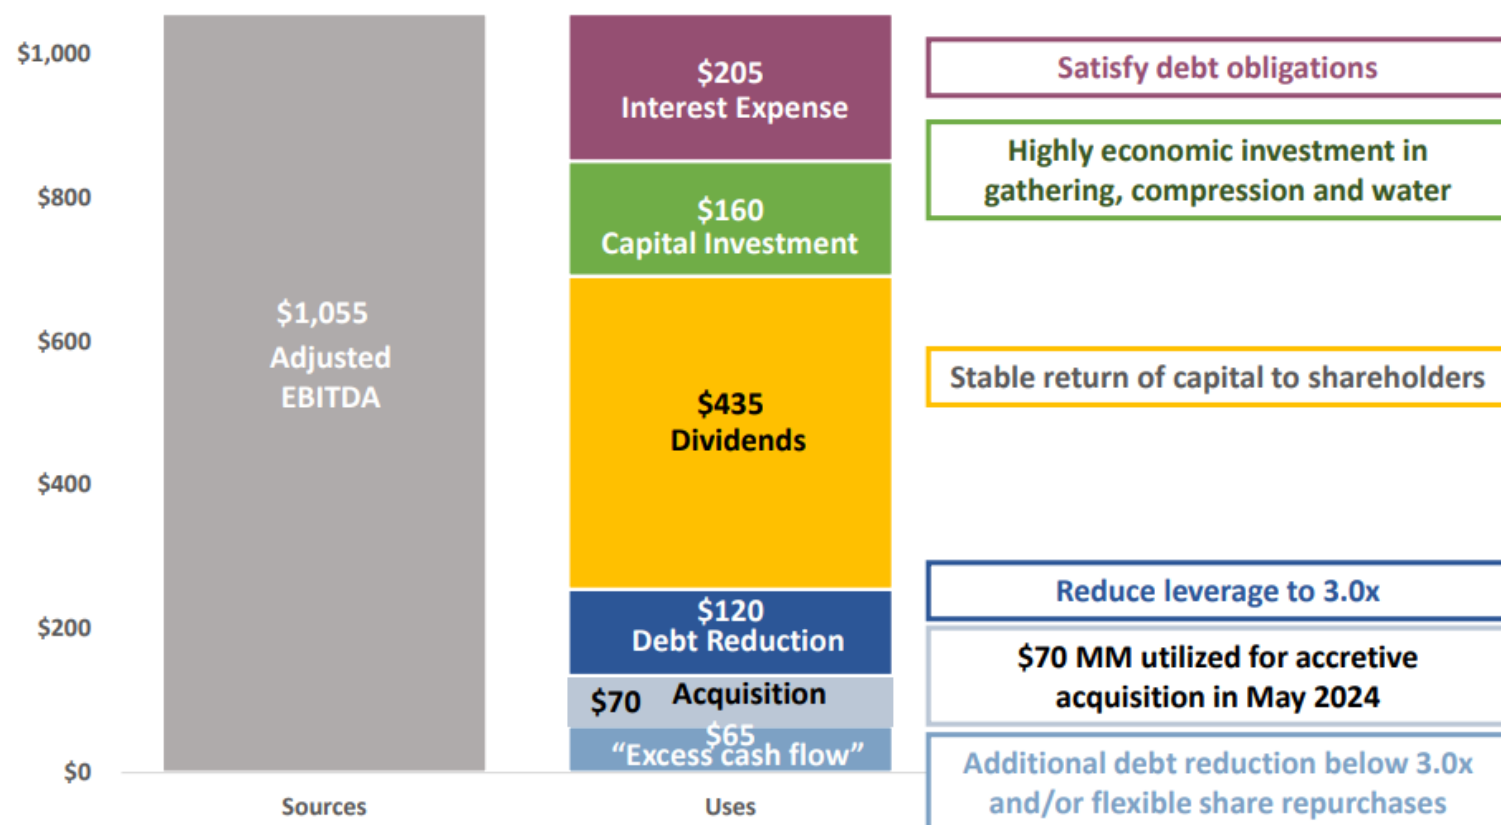 $1,000
$800
$600
$400
$200
$0
$1,055
Adjusted
EBITDA
Sources
$205
Interest Expense
$160
Capital Investment
$435
Dividends
$120
Debt Reduction
$70 Acquisition
$65
“Excess cash flow”
Uses
Satisfy debt obligations
Highly economic investment in
gathering, compression and water
Stable return of capital to shareholders
Reduce leverage to 3.0x
$70 MM utilized for accretive
acquisition in May 2024
Additional debt reduction below 3.0x
and/or flexible share repurchases